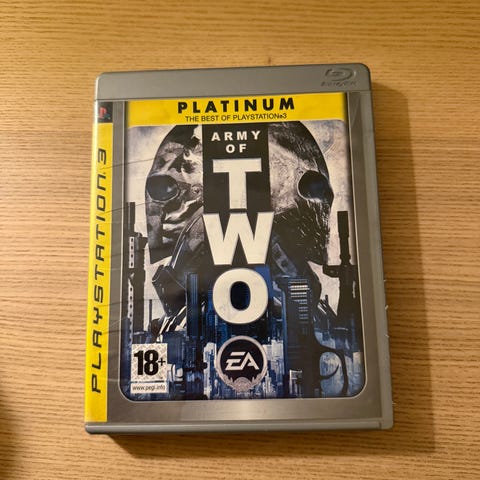 PLATINUM
THE BEST OF PLAYSTATION®3
ARMY
OF
TWO
PLAYSTATION 3
18+
www.pegi.info
EA